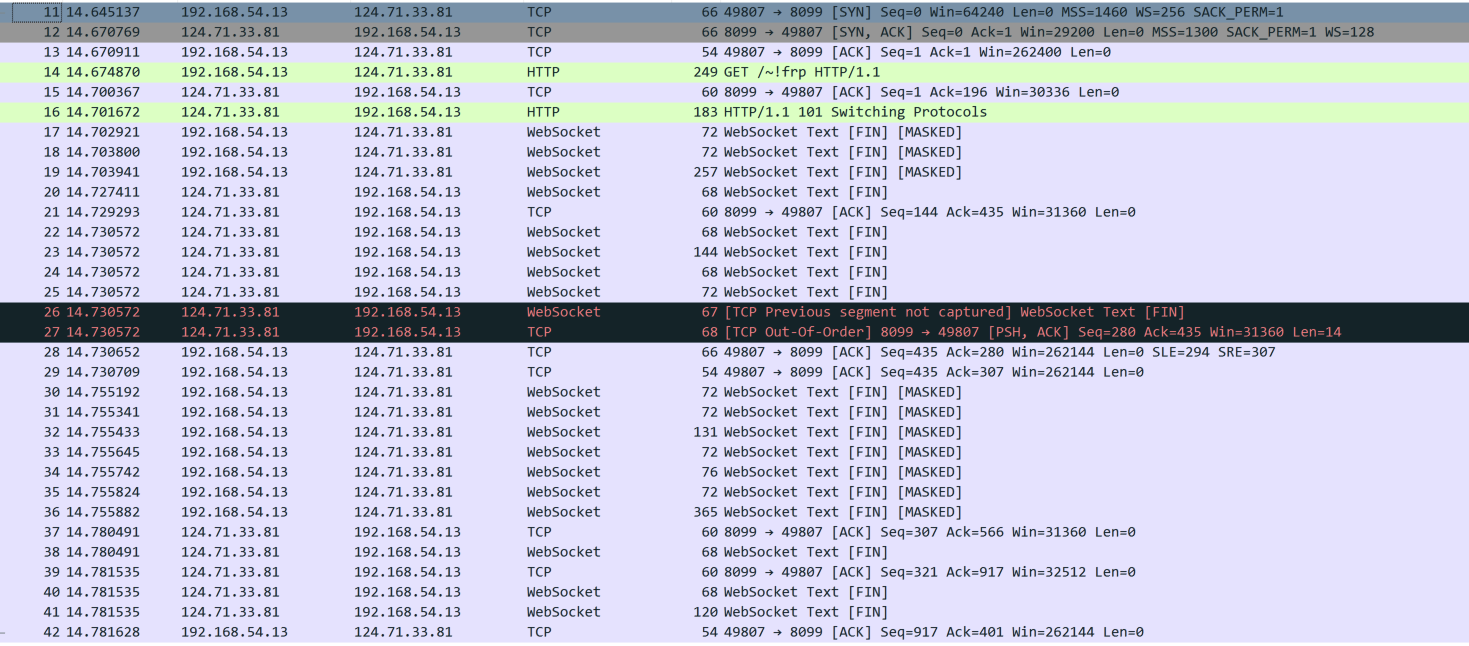 11 14.645137 192.168.54.13 124.71.33.81 TCP 66 49807 → 8099 [SYN] Seq=0 Win=64240 Len=0 MSS=1460 WS=256 SACK_PERM=1
12 14.670769 124.71.33.81 192.168.54.13 TCP 66 8099 → 49807 [SYN, ACK] Seq=0 Ack=1 Win=29200 Len=0 MSS=1300 SACK_PERM=1 WS=128
13 14.670911 192.168.54.13 124.71.33.81 TCP 54 49807 → 8099 [ACK] Seq=1 Ack=1 Win=262400 Len=0
14 14.674870 192.168.54.13 124.71.33.81 HTTP 249 GET /~!frp HTTP/1.1
15 14.700367 124.71.33.81 192.168.54.13 TCP 60 8099 → 49807 [ACK] Seq=1 Ack=196 Win=30336 Len=0
16 14.701672 124.71.33.81 192.168.54.13 HTTP 183 HTTP/1.1 101 Switching Protocols
17 14.702921 192.168.54.13 124.71.33.81 WebSocket 72 WebSocket Text [FIN] [MASKED]
18 14.703800 192.168.54.13 124.71.33.81 WebSocket 72 WebSocket Text [FIN] [MASKED]
19 14.703941 192.168.54.13 124.71.33.81 WebSocket 257 WebSocket Text [FIN] [MASKED]
20 14.727411 124.71.33.81 192.168.54.13 WebSocket 68 WebSocket Text [FIN]
21 14.729293 124.71.33.81 192.168.54.13 TCP 60 8099 → 49807 [ACK] Seq=144 Ack=435 Win=31360 Len=0
22 14.730572 124.71.33.81 192.168.54.13 WebSocket 68 WebSocket Text [FIN]
23 14.730572 124.71.33.81 192.168.54.13 WebSocket 144 WebSocket Text [FIN]
24 14.730572 124.71.33.81 192.168.54.13 WebSocket 68 WebSocket Text [FIN]
25 14.730572 124.71.33.81 192.168.54.13 WebSocket 72 WebSocket Text [FIN]
26 14.730572 124.71.33.81 192.168.54.13 WebSocket 67 [TCP Previous segment not captured] WebSocket Text [FIN]
27 14.730572 124.71.33.81 192.168.54.13 TCP 68 [TCP Out-Of-Order] 8099 → 49807 [PSH, ACK] Seq=280 Ack=435 Win=31360 Len=14
28 14.730652 192.168.54.13 124.71.33.81 TCP 66 49807 → 8099 [ACK] Seq=435 Ack=280 Win=262144 Len=0 SLE=294 SRE=307
29 14.730709 192.168.54.13 124.71.33.81 TCP 54 49807 → 8099 [ACK] Seq=435 Ack=307 Win=262144 Len=0
30 14.755192 192.168.54.13 124.71.33.81 WebSocket 72 WebSocket Text [FIN] [MASKED]
31 14.755341 192.168.54.13 124.71.33.81 WebSocket 72 WebSocket Text [FIN] [MASKED]
32 14.755433 192.168.54.13 124.71.33.81 WebSocket 131 WebSocket Text [FIN] [MASKED]
33 14.755645 192.168.54.13 124.71.33.81 WebSocket 72 WebSocket Text [FIN] [MASKED]
34 14.755742 192.168.54.13 124.71.33.81 WebSocket 76 WebSocket Text [FIN] [MASKED]
35 14.755824 192.168.54.13 124.71.33.81 WebSocket 72 WebSocket Text [FIN] [MASKED]
36 14.755882 192.168.54.13 124.71.33.81 WebSocket 365 WebSocket Text [FIN] [MASKED]
37 14.780491 124.71.33.81 192.168.54.13 TCP 60 8099 → 49807 [ACK] Seq=307 Ack=566 Win=31360 Len=0
38 14.780491 124.71.33.81 192.168.54.13 WebSocket 68 WebSocket Text [FIN]
39 14.781535 124.71.33.81 192.168.54.13 TCP 60 8099 → 49807 [ACK] Seq=321 Ack=917 Win=32512 Len=0
40 14.781535 124.71.33.81 192.168.54.13 WebSocket 68 WebSocket Text [FIN]
41 14.781535 124.71.33.81 192.168.54.13 WebSocket 120 WebSocket Text [FIN]
42 14.781628 192.168.54.13 124.71.33.81 TCP 54 49807 → 8099 [ACK] Seq=917 Ack=401 Win=262144 Len=0